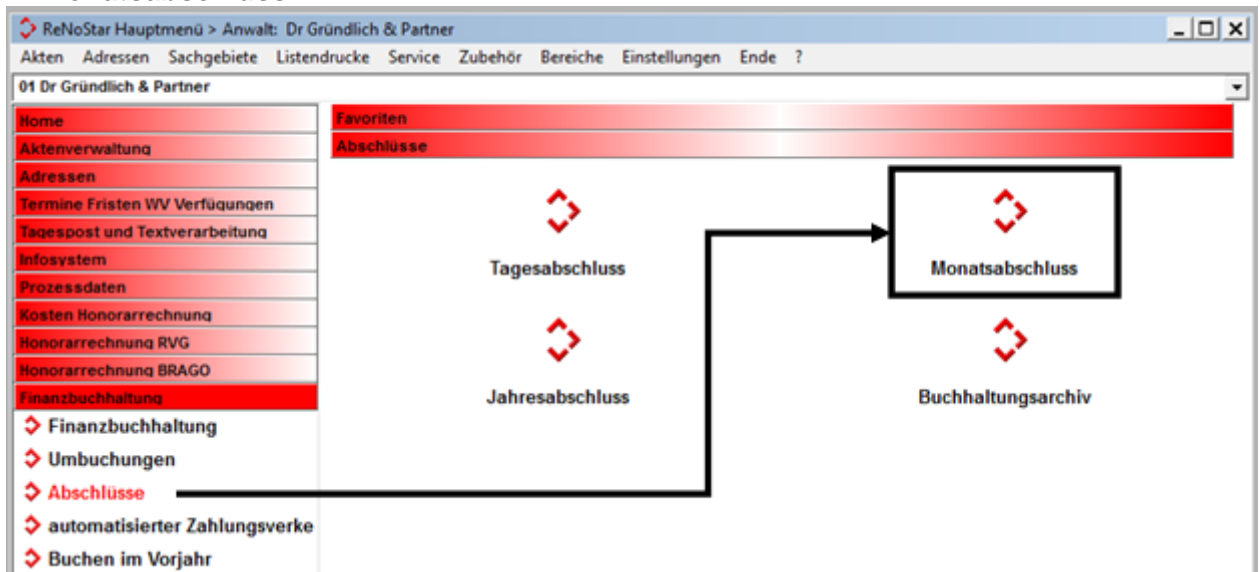 ReNoStar Hauptmenü > Anwalt: Dr Gründlich & Partner
Akten Adressen Sachgebiete Listendrucke Service Zubehör Bereiche Einstellungen Ende ?
01 Dr Gründlich & Partner
Home
Aktenverwaltung
Adressen
Termine Fristen WV Verfügungen
Tagespost und Textverarbeitung
Infosystem
Prozessdaten
Kosten Honorarrechnung
Honorarrechnung RVG
Honorarrechnung BRAGO
Finanzbuchhaltung
Finanzbuchhaltung
Umbuchungen
Abschlüsse
automatisierter Zahlungsverke
Buchen im Vorjahr
Favoriten
Abschlüsse
Tagesabschluss
Monatsabschluss
Jahresabschluss
Buchhaltungsarchiv